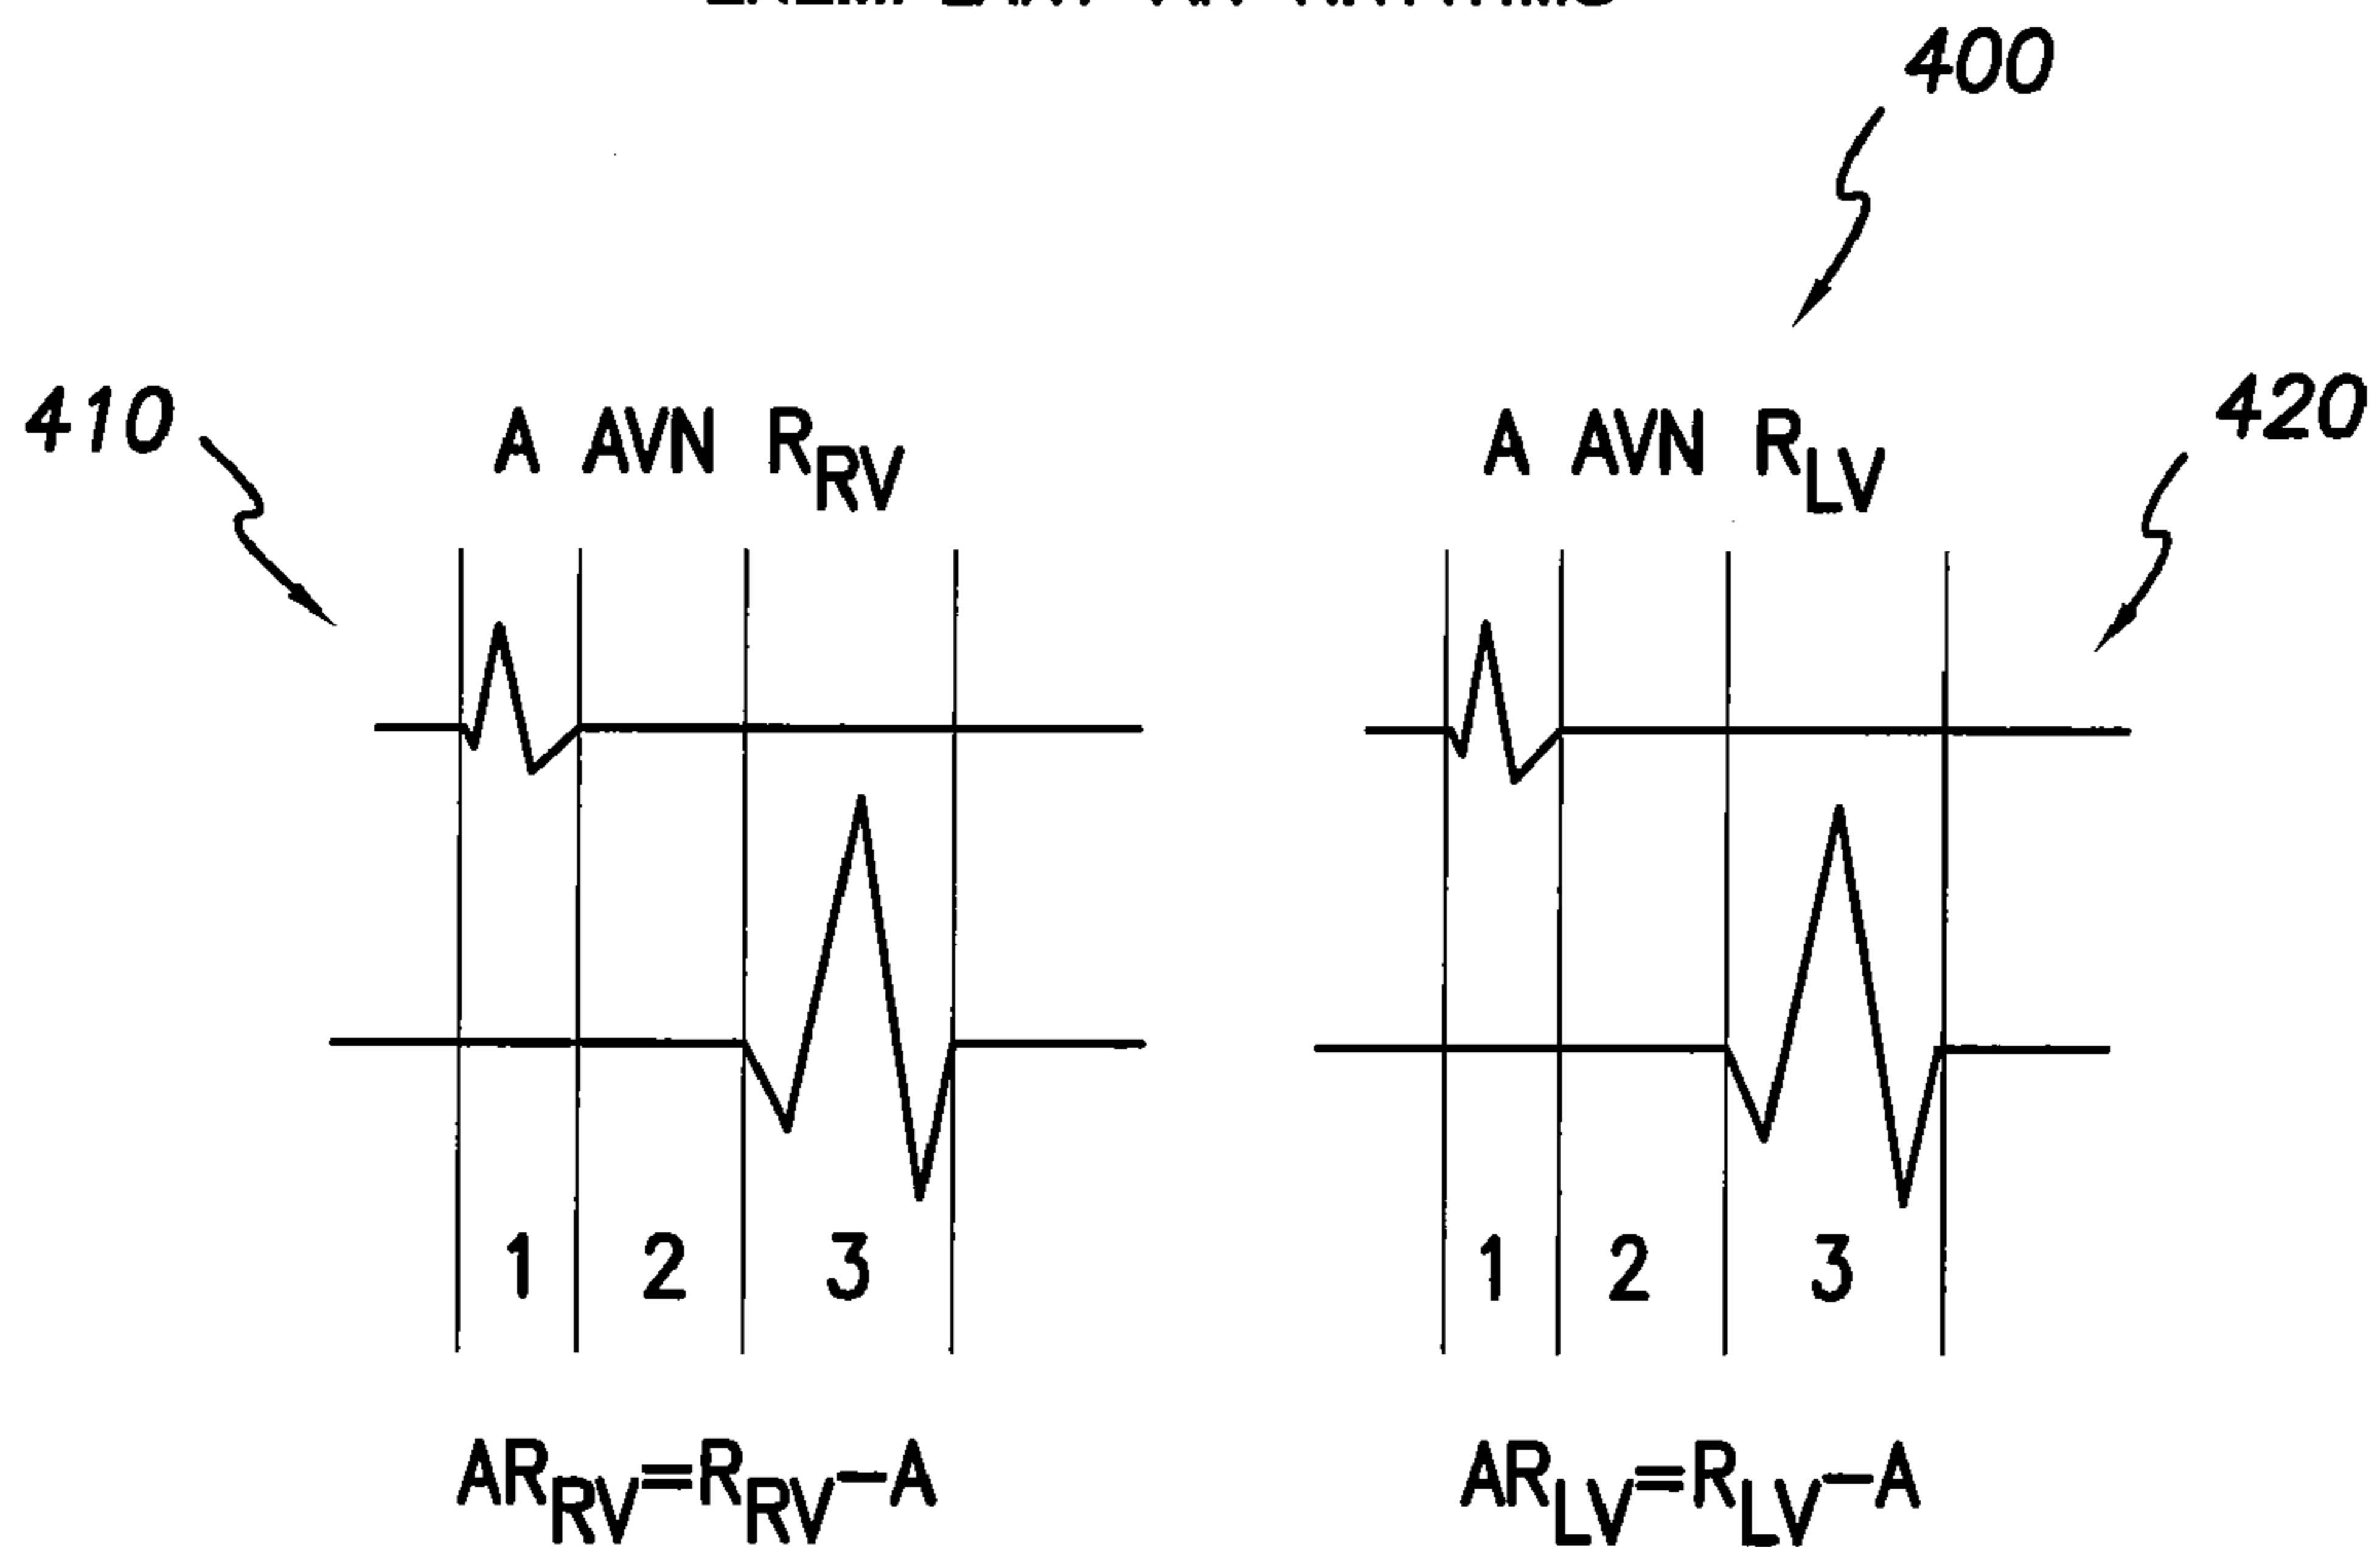 400
410
420
A AVN R_RV
A AVN R_LV
1 2 3
1 2 3
AR_RV=R_RV-A
AR_LV=R_LV-A